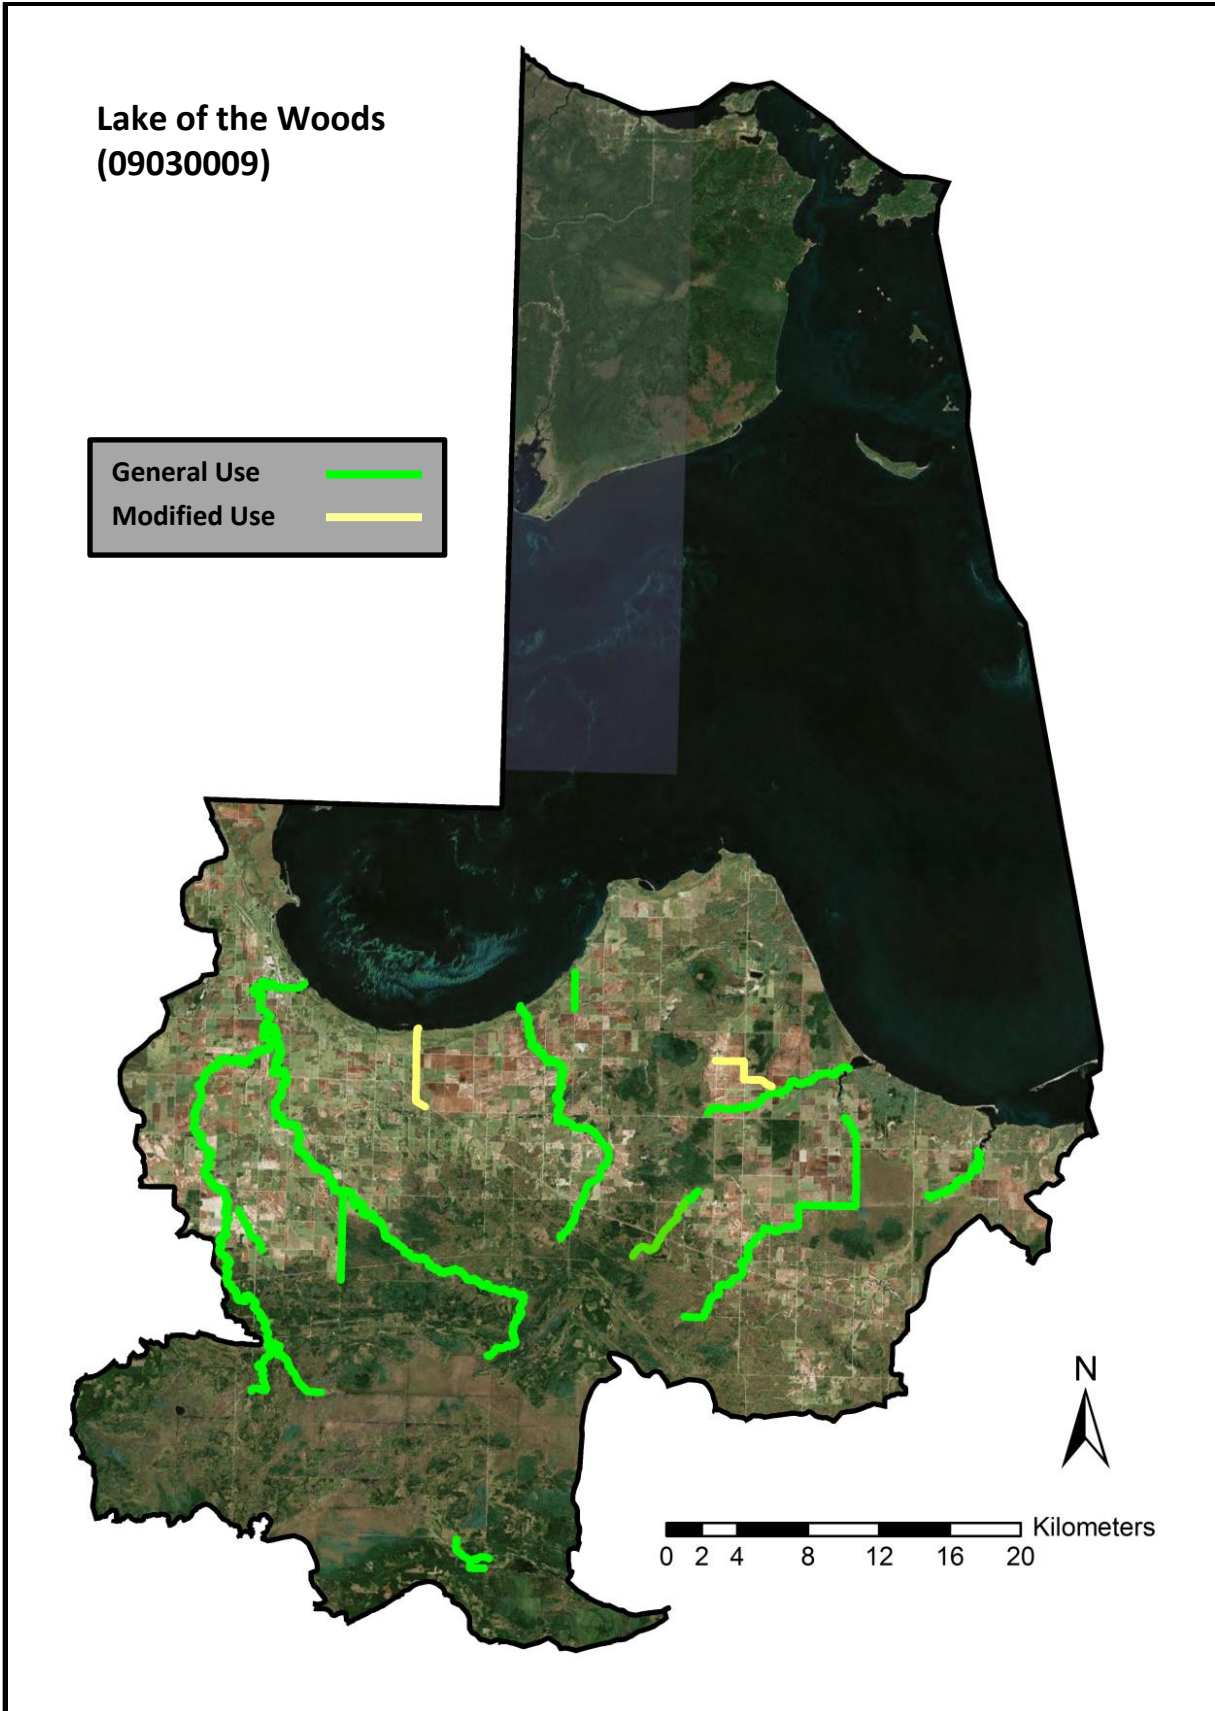 Lake of the Woods
(09030009)
General Use
Modified Use
N
Kilometers
0 2 4 8 12 16 20